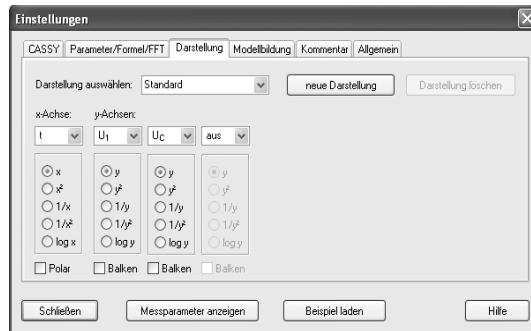 Einstellungen
CASSY Parameter/Formel/FFT Darstellung Modellbildung Kommentar Allgemein
Darstellung auswählen: Standard neue Darstellung Darstellung löschen
x-Achse: y-Achsen:
t U₁ U_C aus
x y y y
x² y² y² y²
1/x 1/y 1/y 1/y
1/x² 1/y² 1/y² 1/y²
log x log y log y log y
Polar Balken Balken Balken
Schließen Messparameter anzeigen Beispiel laden Hilfe